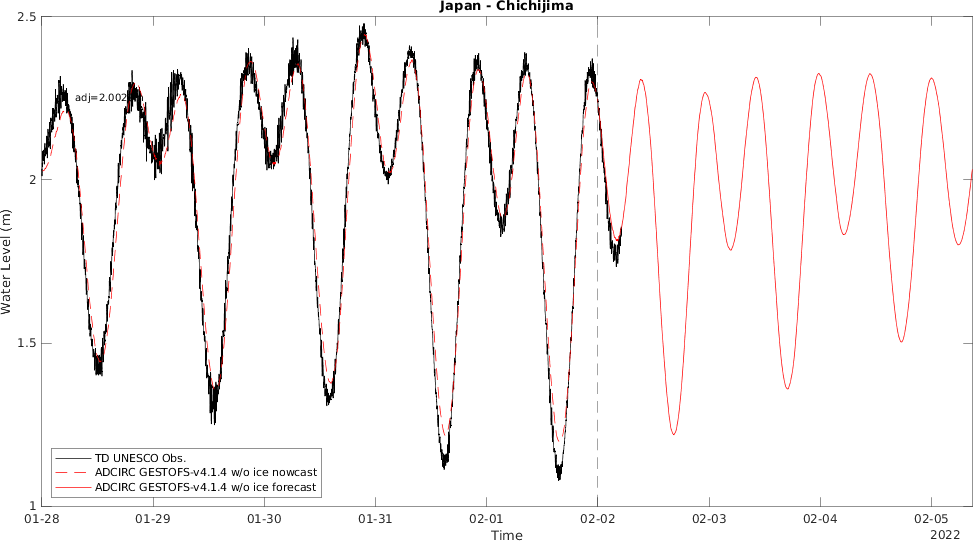 Japan - Chichijima
2.5
2
1.5
1
Water Level (m)
adj=2.002
TD UNESCO Obs.
ADCIRC GESTOFS-v4.1.4 w/o ice nowcast
ADCIRC GESTOFS-v4.1.4 w/o ice forecast
01-28 01-29 01-30 01-31 02-01 02-02 02-03 02-04 02-05
Time
2022